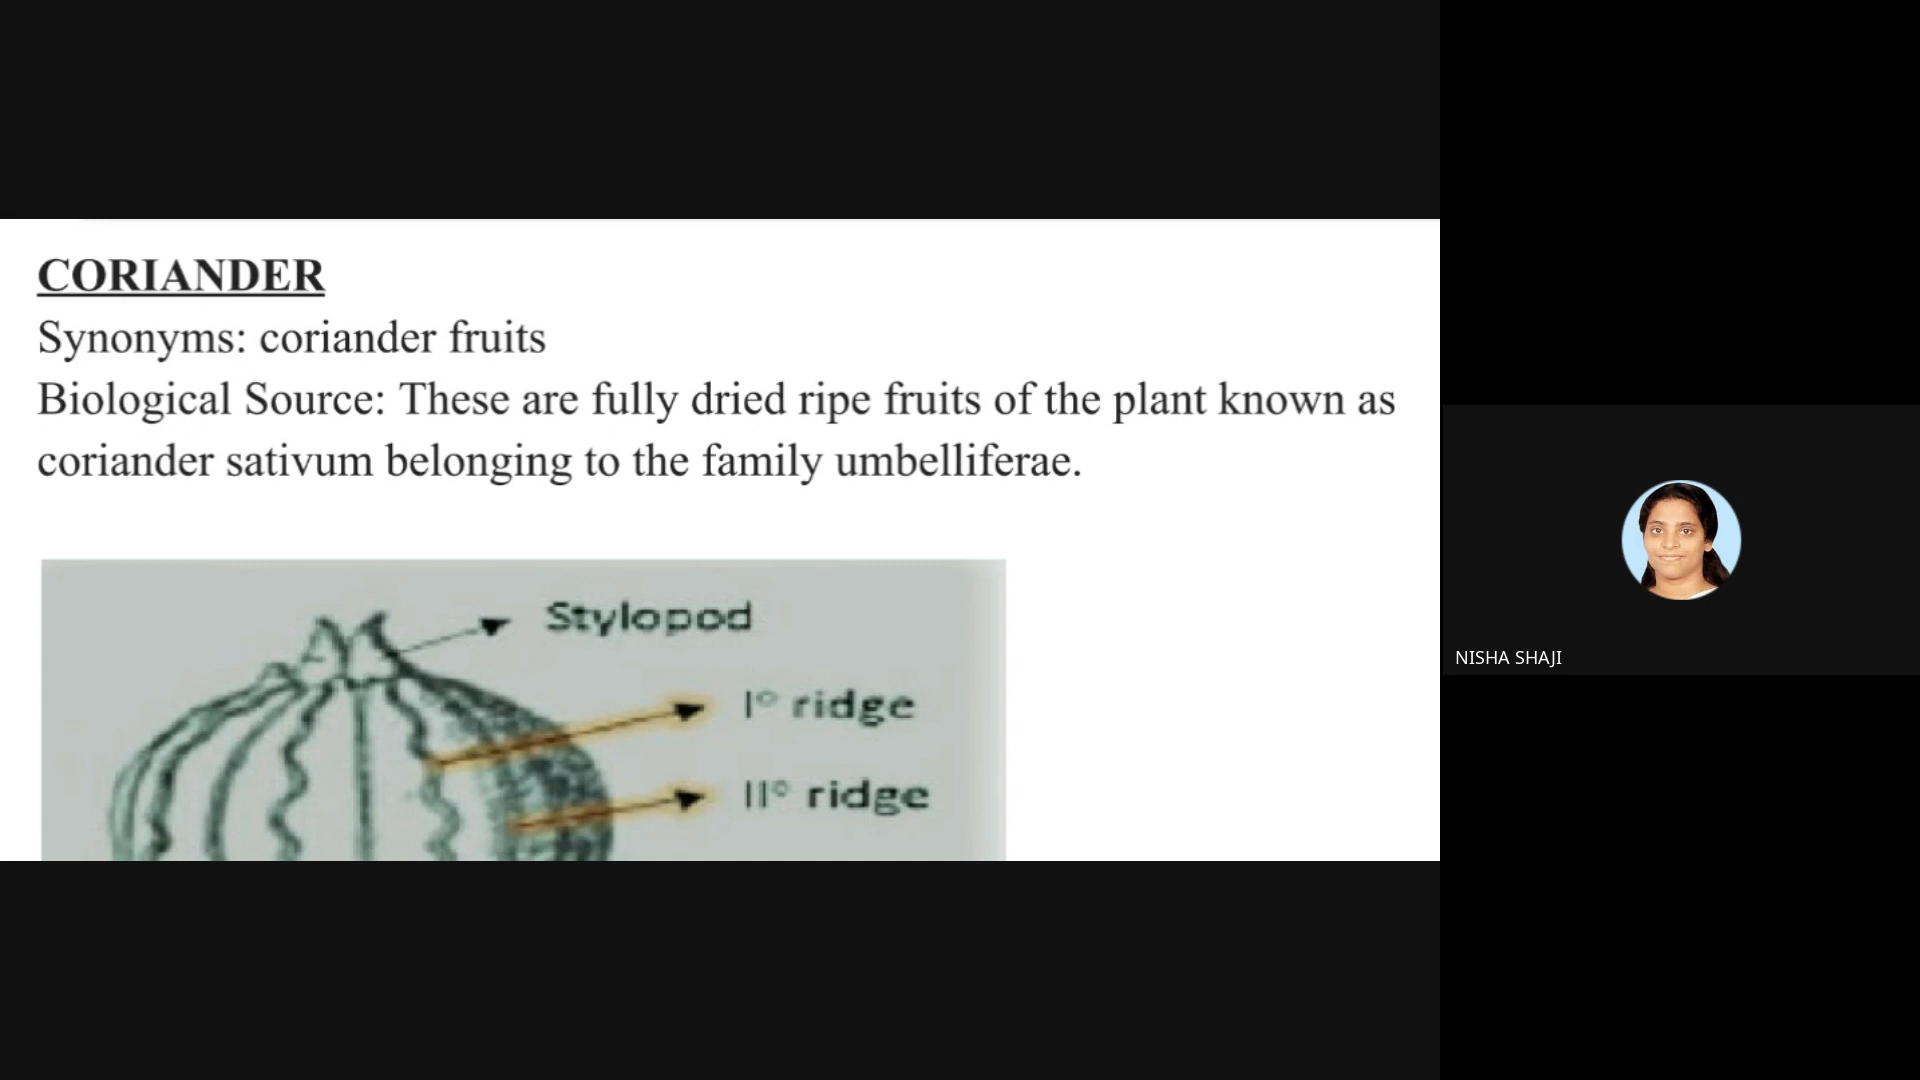 CORIANDER
Synonyms: coriander fruits
Biological Source: These are fully dried ripe fruits of the plant known as
coriander sativum belonging to the family umbelliferae.
Stylopod
I° ridge
II° ridge
NISHA SHAJI